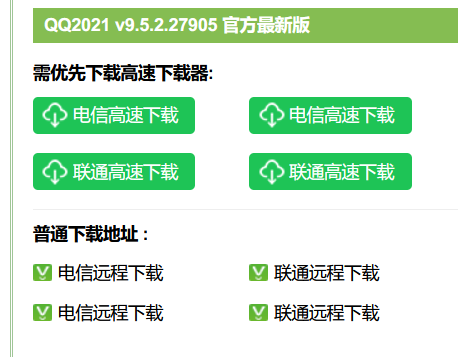 QQ2021 v9.5.2.27905 官方最新版
需优先下载高速下载器:
电信高速下载 电信高速下载
联通高速下载 联通高速下载
普通下载地址：
电信远程下载 联通远程下载
电信远程下载 联通远程下载